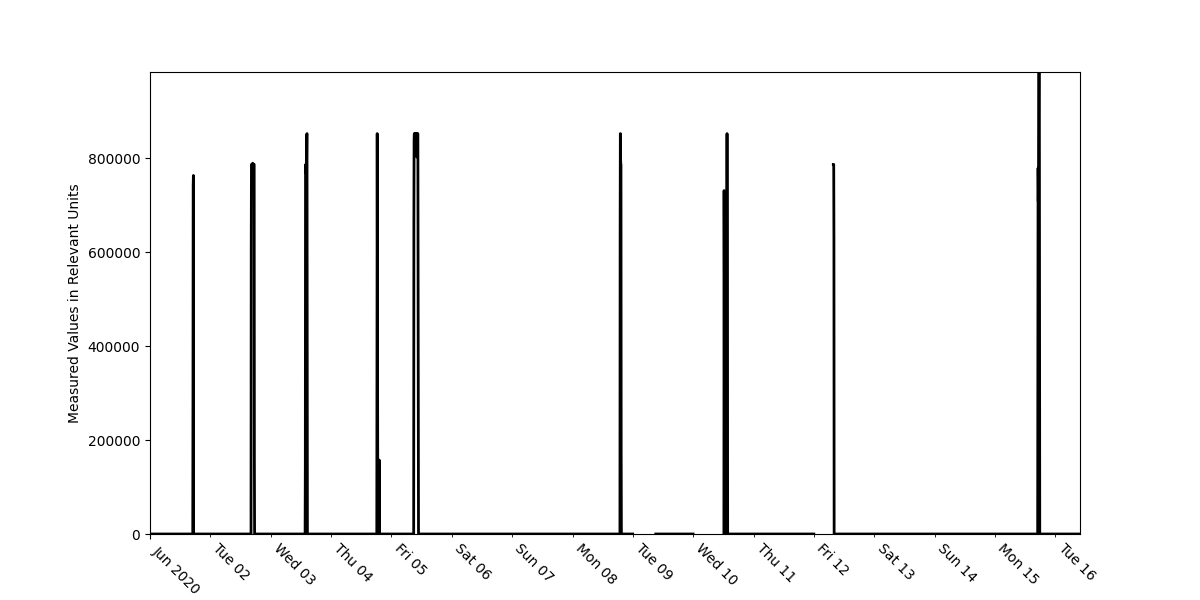 Measured Values in Relevant Units
800000
600000
400000
200000
0
Jun 2020
Tue 02
Wed 03
Thu 04
Fri 05
Sat 06
Sun 07
Mon 08
Tue 09
Wed 10
Thu 11
Fri 12
Sat 13
Sun 14
Mon 15
Tue 16